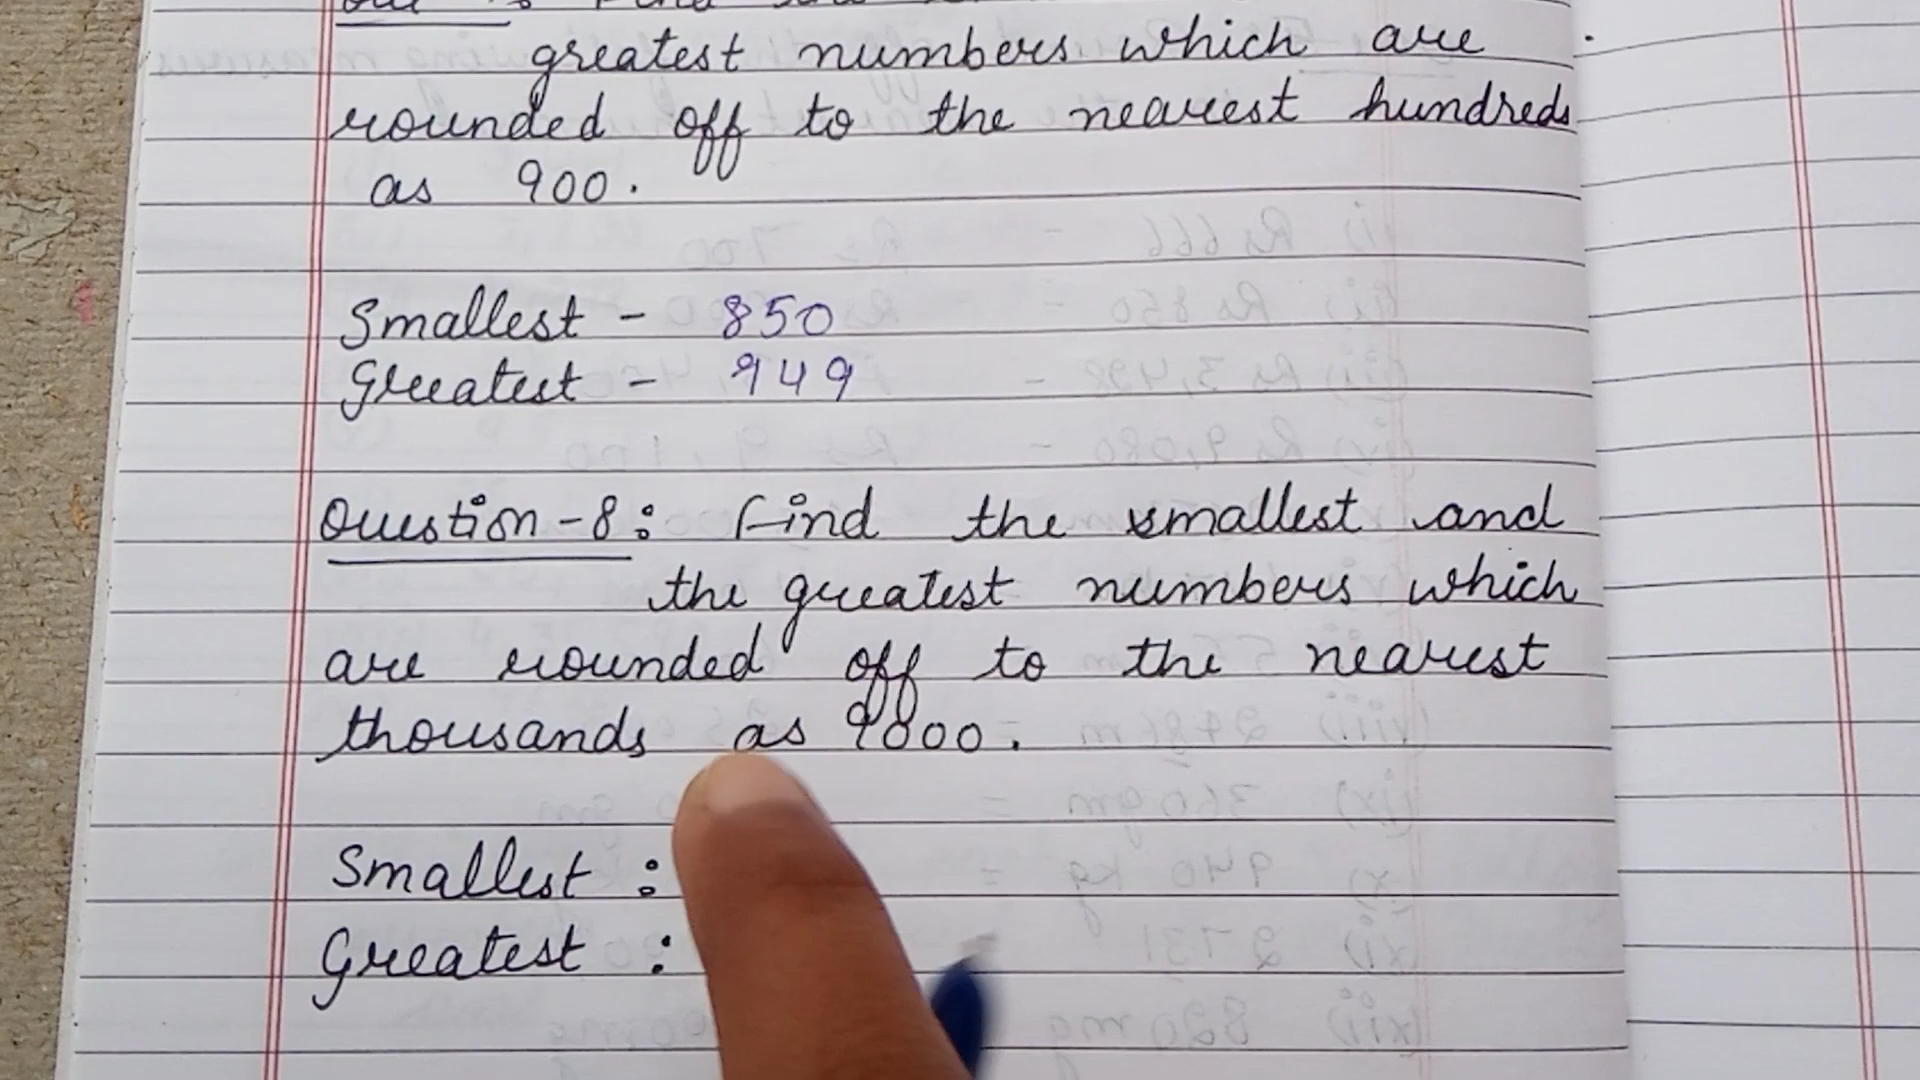 greatest numbers which are
rounded off to the nearest hundreds
as 900.
Smallest - 850
Greatest - 949
Question-8: Find the smallest and
the greatest numbers which
are rounded off to the nearest
thousands as 9000.
Smallest :
Greatest :